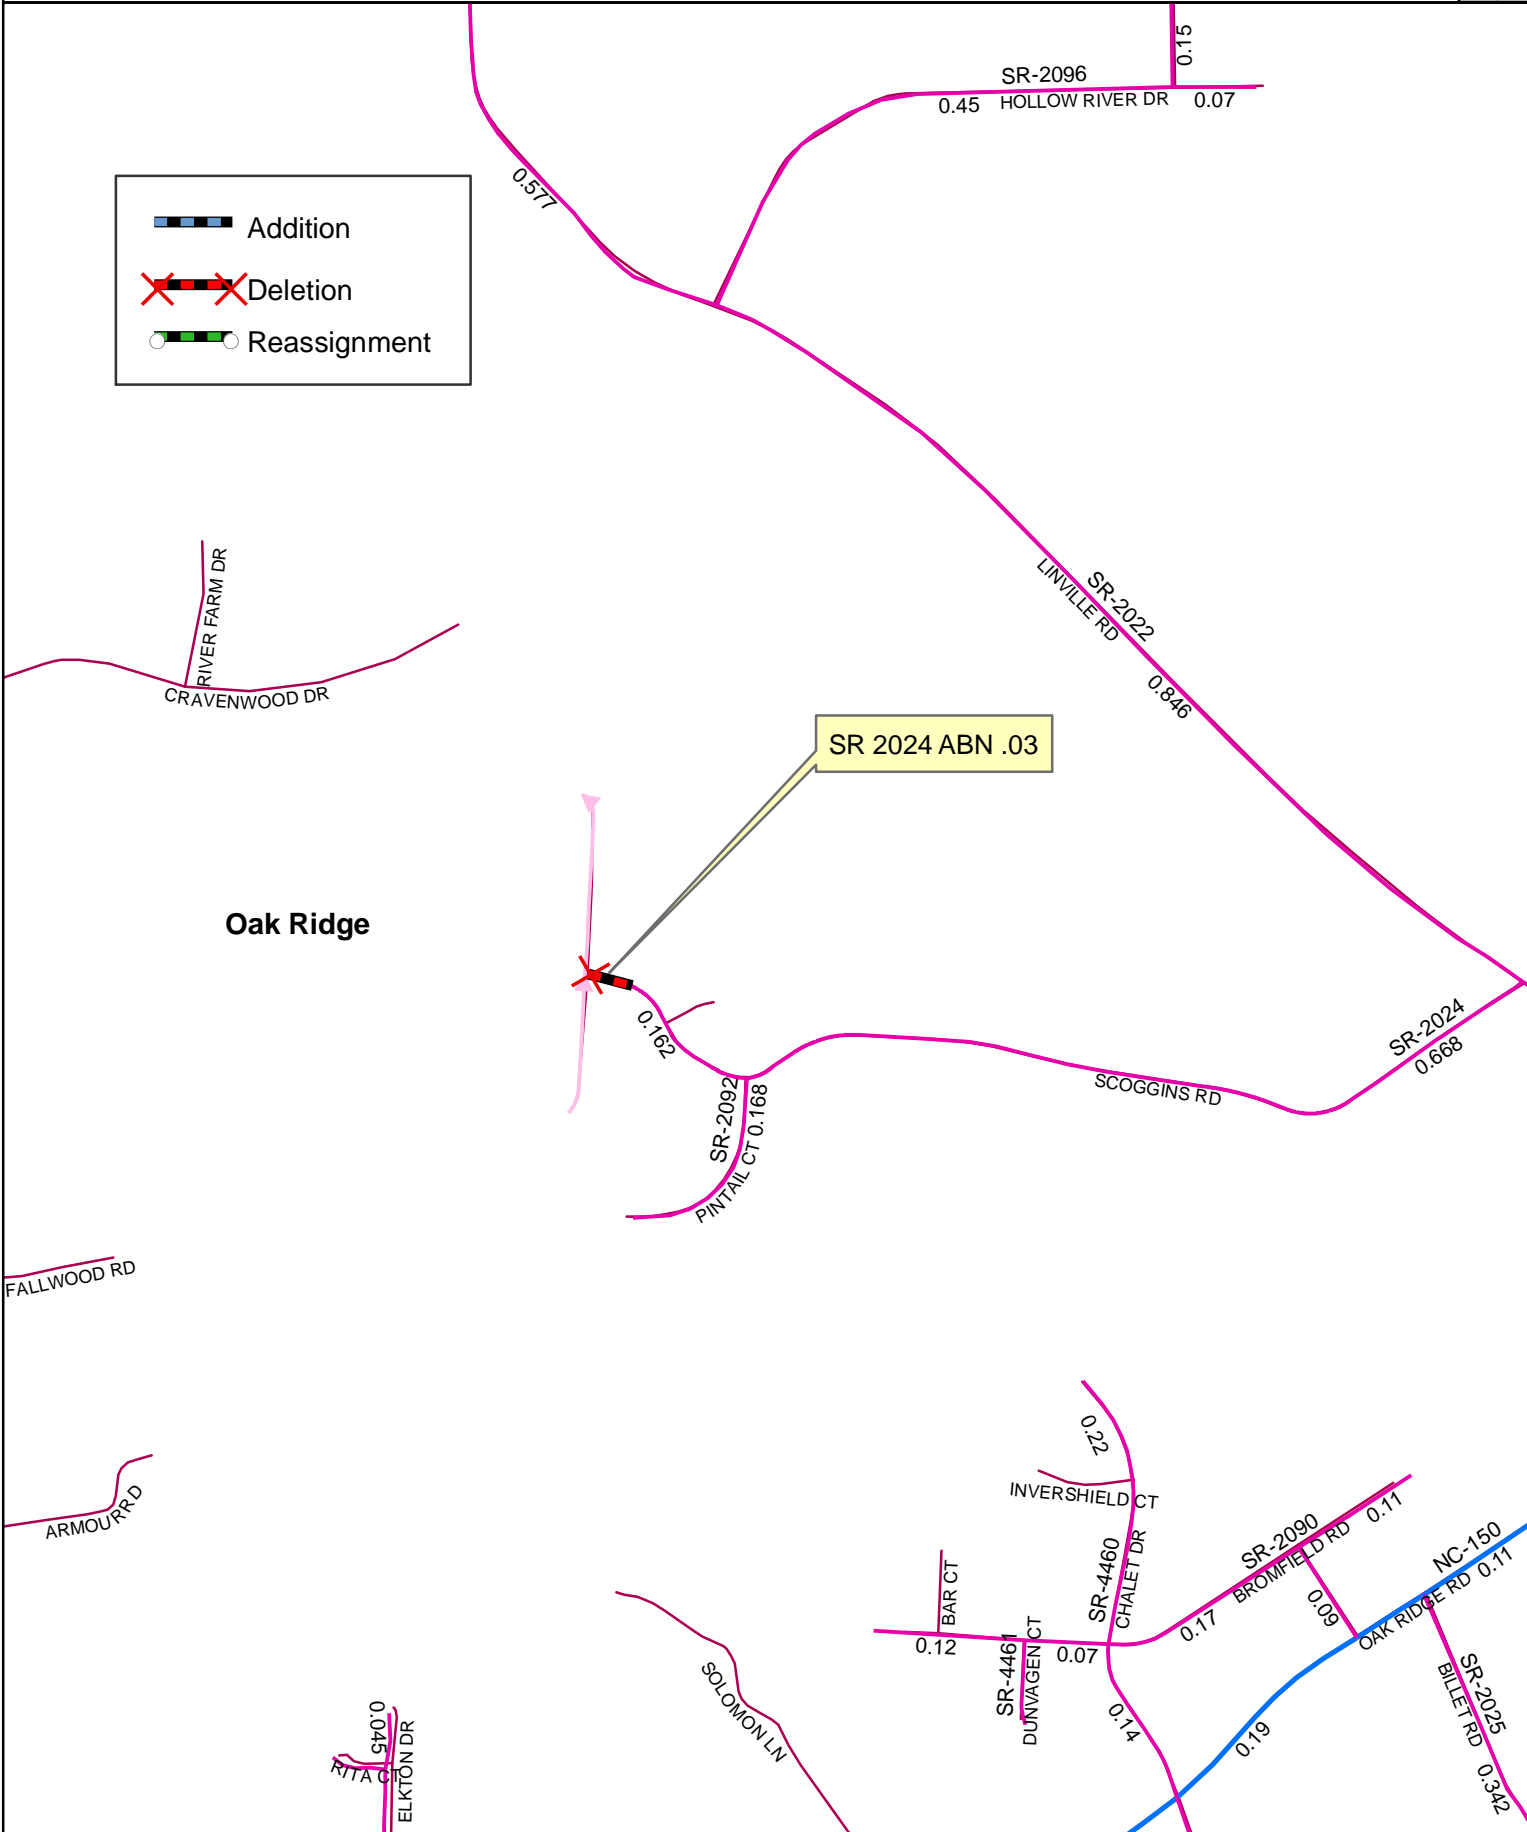 0.15
SR-2096
0.45 HOLLOW RIVER DR 0.07
0.577
Addition
Deletion
Reassignment
RIVER FARM DR
CRAVENWOOD DR
SR-2022
LINVILLE RD
0.846
SR 2024 ABN .03
Oak Ridge
0.162
SR-2024
0.668
SCOGGINS RD
SR-2092
PINTAIL CT 0.168
FALLWOOD RD
ARMOUR RD
0.22
INVERSHIELD CT
SR-4460
CHALET DR
SR-2090
BROMFIELD RD
0.11
NC-150
OAK RIDGE RD 0.11
0.09
0.17
BAR CT
0.12
SR-4461
DUNVAGEN CT
0.07
0.14
0.19
SR-2025
BILLET RD
0.342
SOLOMON LN
0.045
RITA CT
ELKTON DR